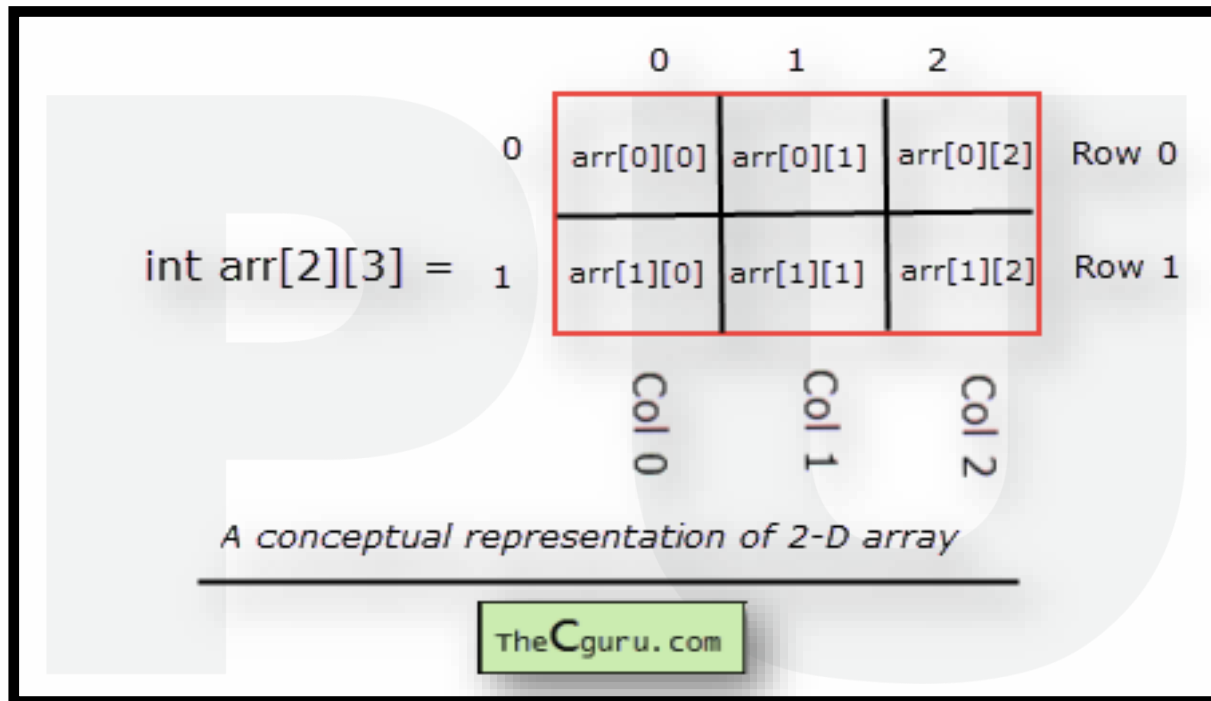 0 1 2
0 arr[0][0] arr[0][1] arr[0][2] Row 0
int arr[2][3] = 1 arr[1][0] arr[1][1] arr[1][2] Row 1
Col 0 Col 1 Col 2
A conceptual representation of 2-D array
TheCguru.com
PU